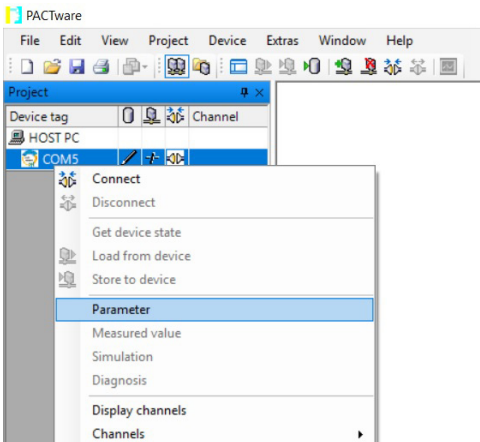 PACTware
File Edit View Project Device Extras Window Help
Project
Device tag Channel
HOST PC
COM5
Connect
Disconnect
Get device state
Load from device
Store to device
Parameter
Measured value
Simulation
Diagnosis
Display channels
Channels